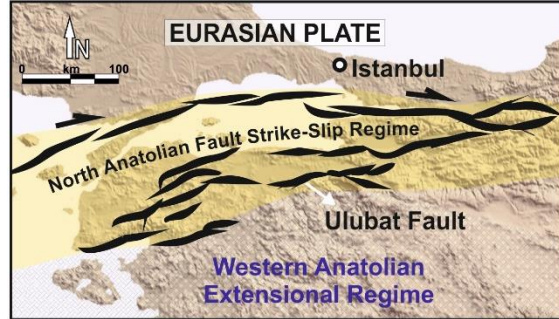 EURASIAN PLATE
N
0 km 100
Istanbul
North Anatolian Fault Strike-Slip Regime
Ulubat Fault
Western Anatolian
Extensional Regime